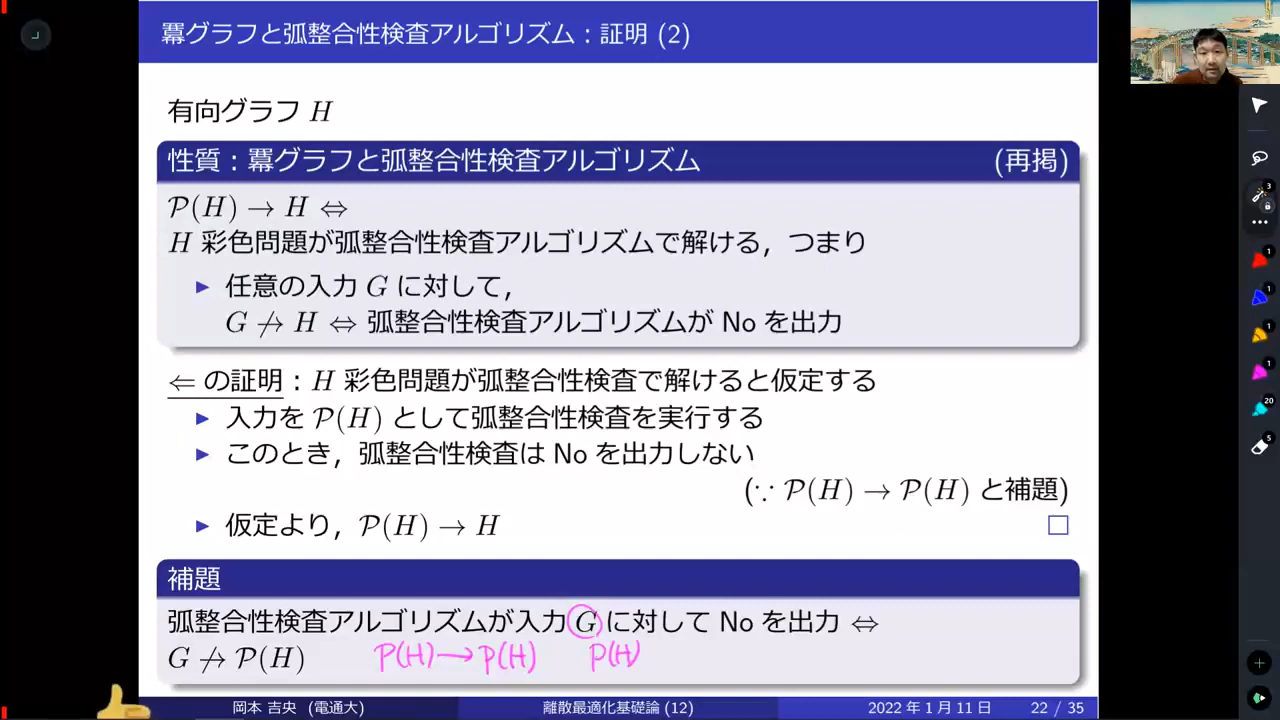 冪グラフと弧整合性検査アルゴリズム：証明 (2)
有向グラフ H
性質：冪グラフと弧整合性検査アルゴリズム (再掲)
𝒫(H) → H ⇔
H 彩色問題が弧整合性検査アルゴリズムで解ける，つまり
▶ 任意の入力 G に対して，
G ↛ H ⇔ 弧整合性検査アルゴリズムが No を出力
⇐ の証明：H 彩色問題が弧整合性検査で解けると仮定する
▶ 入力を 𝒫(H) として弧整合性検査を実行する
▶ このとき，弧整合性検査は No を出力しない
(∵ 𝒫(H) → 𝒫(H) と補題)
▶ 仮定より，𝒫(H) → H □
補題
弧整合性検査アルゴリズムが入力 G に対して No を出力 ⇔
G ↛ 𝒫(H) P(H) → P(H) P(H)
岡本 吉央 (電通大) 離散最適化基礎論 (12) 2022 年 1 月 11 日 22 / 35
3
1
1
1
1
20
5